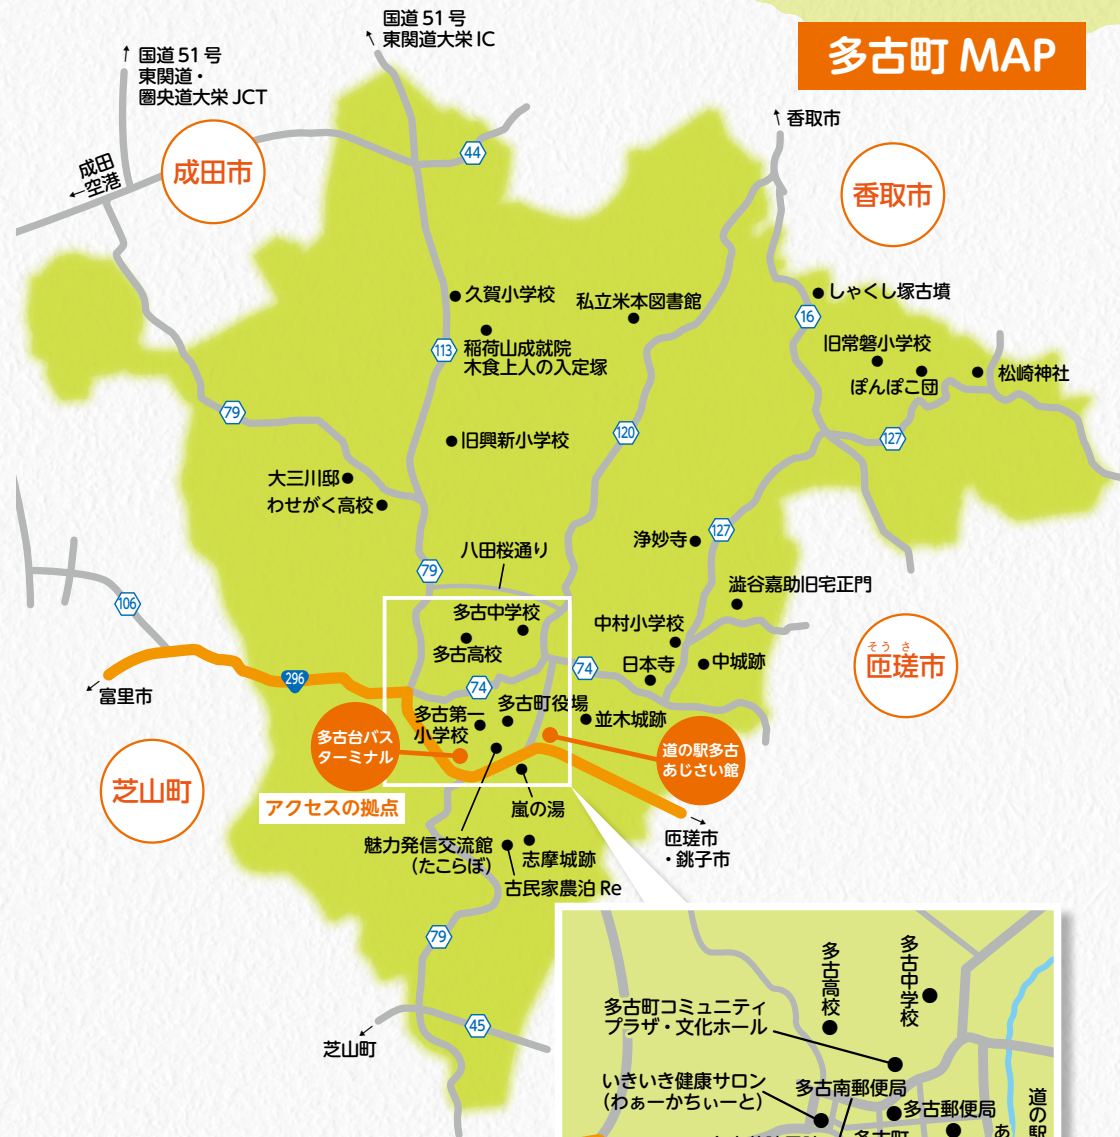 国道51号
東関道大栄IC
国道51号
東関道・
圏央道大栄JCT
多古町 MAP
成田
空港
成田市
44
香取市
香取市
久賀小学校
私立米本図書館
しゃくし塚古墳
16
113
稲荷山成就院
木食上人の入定塚
旧常磐小学校
ぽんぽこ団
松崎神社
79
旧興新小学校
120
127
大三川邸
わせがく高校
浄妙寺
127
八田桜通り
79
澁谷嘉助旧宅正門
106
多古中学校
中村小学校
多古高校
日本寺
中城跡
そうさ
匝瑳市
74
296
74
富里市
多古第一
小学校
多古町役場
並木城跡
多古台バス
ターミナル
道の駅多古
あじさい館
芝山町
アクセスの拠点
嵐の湯
匝瑳市
・銚子市
魅力発信交流館
（たこらぼ）
志摩城跡
古民家農泊 Re
79
45
芝山町
多古高校
多古中学校
多古町コミュニティ
プラザ・文化ホール
いきいき健康サロン
（わぁーかちぃーと）
多古南郵便局
多古郵便局
道の駅
あ
多古町